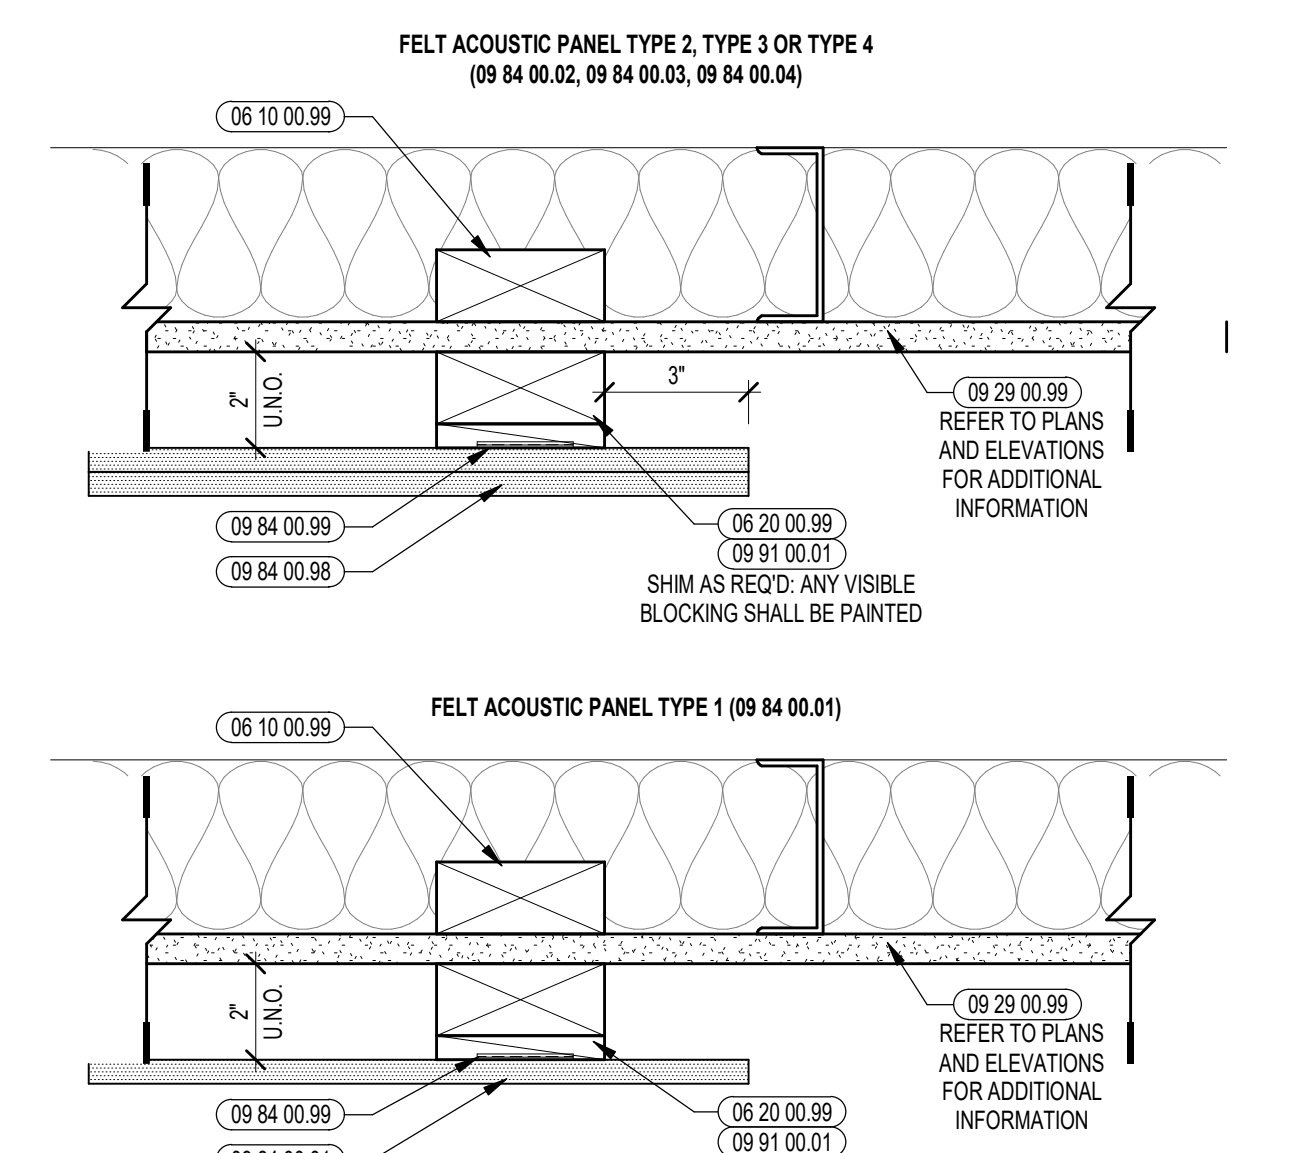 FELT ACOUSTIC PANEL TYPE 2, TYPE 3 OR TYPE 4
(09 84 00.02, 09 84 00.03, 09 84 00.04)
06 10 00.99
2"
U.N.O.
3"
09 29 00.99
REFER TO PLANS
AND ELEVATIONS
FOR ADDITIONAL
INFORMATION
09 84 00.99
09 84 00.98
06 20 00.99
09 91 00.01
SHIM AS REQ'D: ANY VISIBLE
BLOCKING SHALL BE PAINTED
FELT ACOUSTIC PANEL TYPE 1 (09 84 00.01)
06 10 00.99
2"
U.N.O.
09 29 00.99
REFER TO PLANS
AND ELEVATIONS
FOR ADDITIONAL
INFORMATION
09 84 00.99
06 20 00.99
09 91 00.01